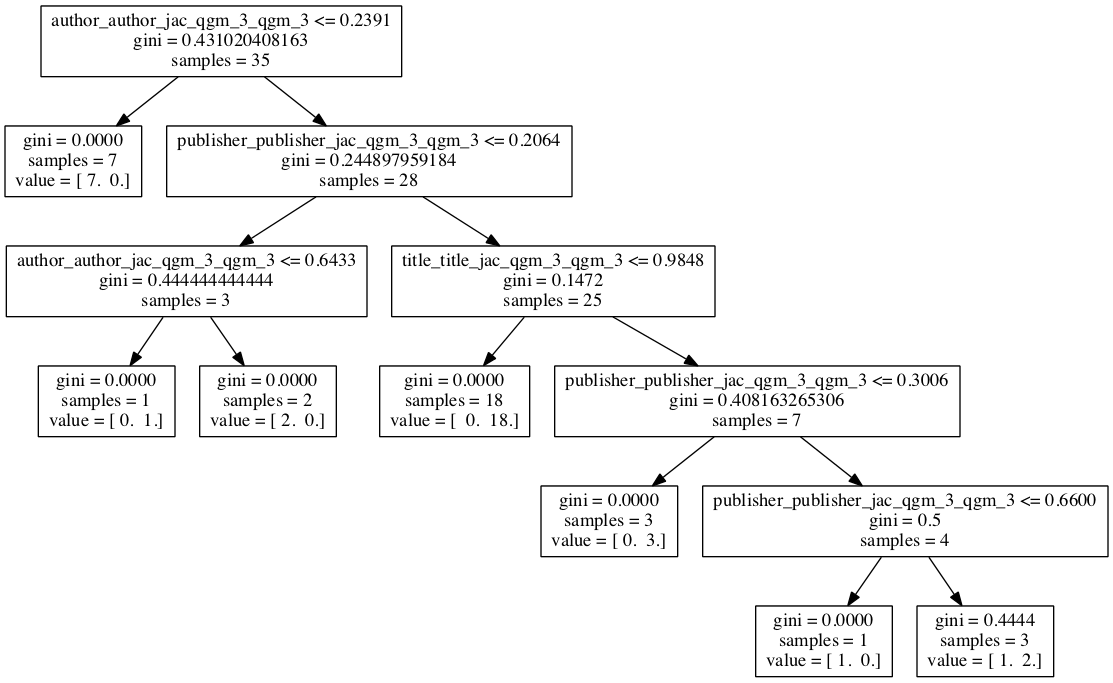 author_author_jac_qgm_3_qgm_3 <= 0.2391
gini = 0.431020408163
samples = 35
gini = 0.0000
samples = 7
value = [ 7.  0.]
publisher_publisher_jac_qgm_3_qgm_3 <= 0.2064
gini = 0.244897959184
samples = 28
author_author_jac_qgm_3_qgm_3 <= 0.6433
gini = 0.444444444444
samples = 3
title_title_jac_qgm_3_qgm_3 <= 0.9848
gini = 0.1472
samples = 25
gini = 0.0000
samples = 1
value = [ 0.  1.]
gini = 0.0000
samples = 2
value = [ 2.  0.]
gini = 0.0000
samples = 18
value = [  0.  18.]
publisher_publisher_jac_qgm_3_qgm_3 <= 0.3006
gini = 0.408163265306
samples = 7
gini = 0.0000
samples = 3
value = [ 0.  3.]
publisher_publisher_jac_qgm_3_qgm_3 <= 0.6600
gini = 0.5
samples = 4
gini = 0.0000
samples = 1
value = [ 1.  0.]
gini = 0.4444
samples = 3
value = [ 1.  2.]